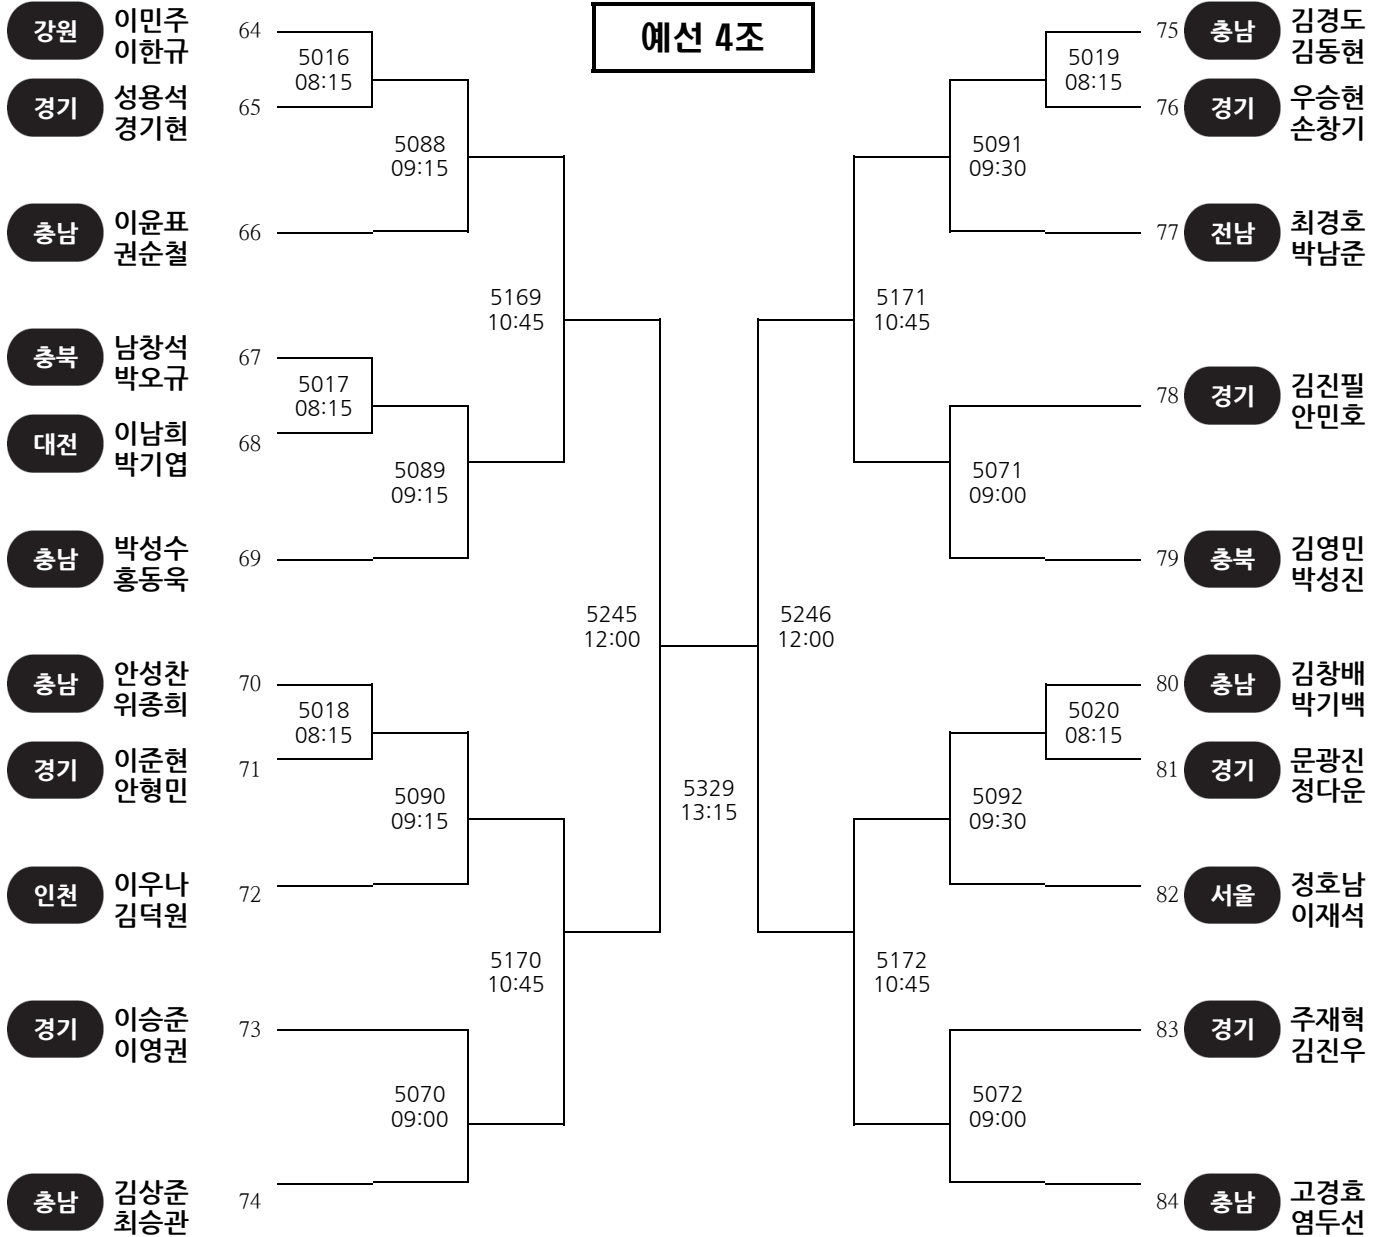 예선 4조
강원
이민주
이한규
64
5016
08:15
경기
성용석
경기현
65
5088
09:15
충남
이윤표
권순철
66
5169
10:45
충북
남창석
박오규
67
5017
08:15
대전
이남희
박기엽
68
5089
09:15
충남
박성수
홍동욱
69
5245
12:00
충남
안성찬
위종희
70
5018
08:15
경기
이준현
안형민
71
5090
09:15
인천
이우나
김덕원
72
5170
10:45
경기
이승준
이영권
73
5070
09:00
충남
김상준
최승관
74
5329
13:15
75
충남
김경도
김동현
5019
08:15
76
경기
우승현
손창기
5091
09:30
77
전남
최경호
박남준
5171
10:45
78
경기
김진필
안민호
5071
09:00
79
충북
김영민
박성진
5246
12:00
80
충남
김창배
박기백
5020
08:15
81
경기
문광진
정다운
5092
09:30
82
서울
정호남
이재석
5172
10:45
83
경기
주재혁
김진우
5072
09:00
84
충남
고경효
염두선